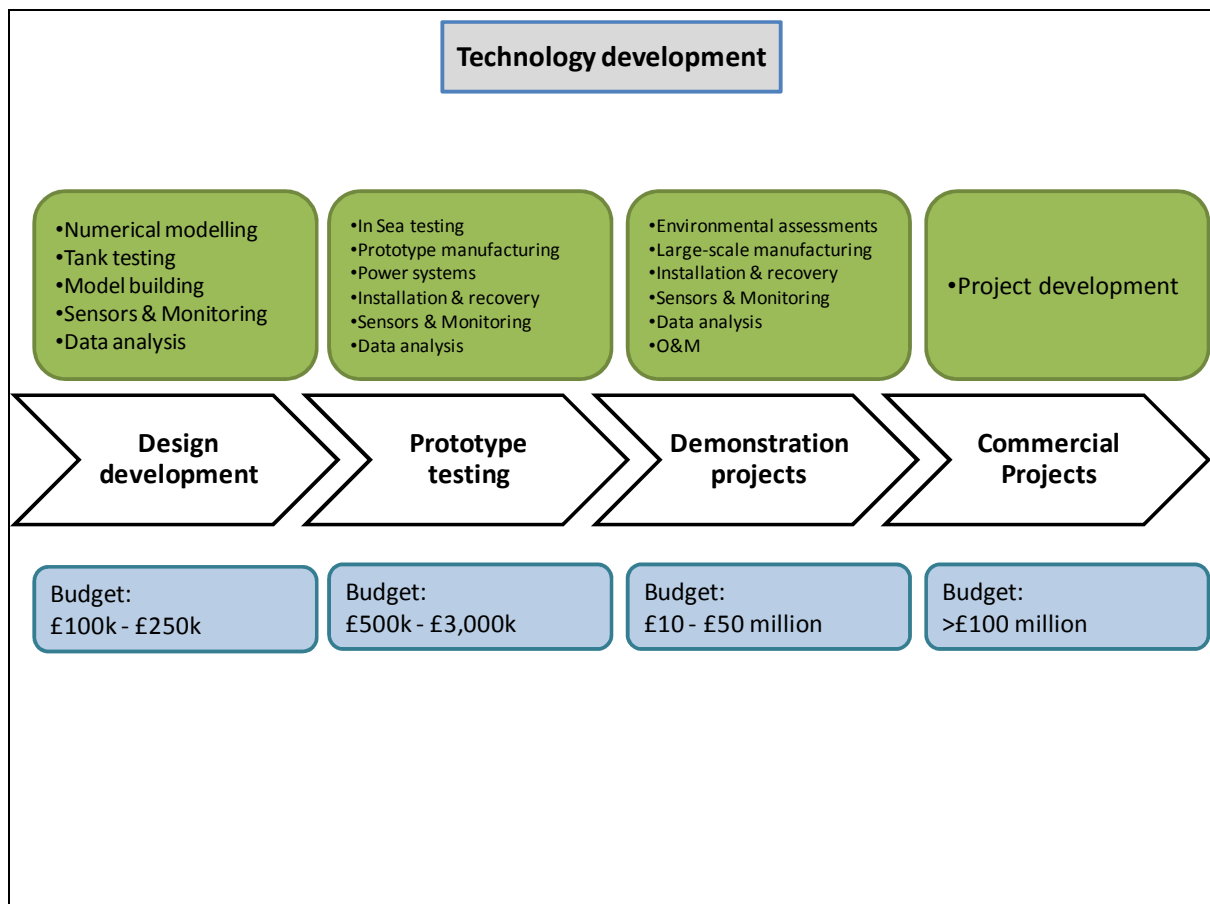 Technology development
•Numerical modelling
•Tank testing
•Model building
•Sensors & Monitoring
•Data analysis
•In Sea testing
•Prototype manufacturing
•Power systems
•Installation & recovery
•Sensors & Monitoring
•Data analysis
•Environmental assessments
•Large-scale manufacturing
•Installation & recovery
•Sensors & Monitoring
•Data analysis
•O&M
•Project development
Design
development
Prototype
testing
Demonstration
projects
Commercial
Projects
Budget:
£100k - £250k
Budget:
£500k - £3,000k
Budget:
£10 - £50 million
Budget:
>£100 million